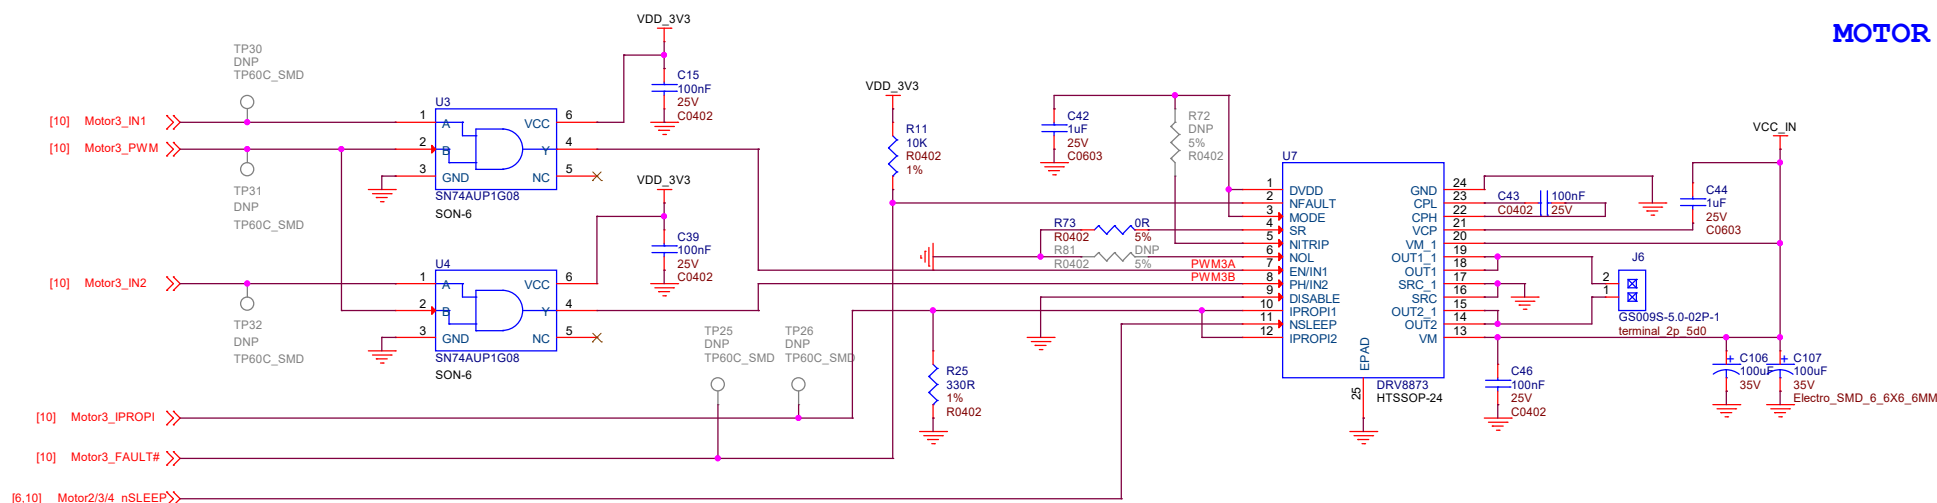 MOTOR
VDD_3V3
TP30
DNP
TP60C_SMD
C15
100nF
25V
C0402
U3
[10] Motor3_IN1
1
A
VCC
6
[10] Motor3_PWM
2
B
Y
4
3
GND
NC
5
SN74AUP1G08
SON-6
TP31
DNP
TP60C_SMD
VDD_3V3
C39
100nF
25V
C0402
U4
[10] Motor3_IN2
1
A
VCC
6
2
B
Y
4
3
GND
NC
5
SN74AUP1G08
SON-6
TP32
DNP
TP60C_SMD
VDD_3V3
R11
10K
R0402
1%
C42
1uF
25V
C0603
R72
DNP
5%
R0402
R73
0R
R0402
5%
R81
DNP
R0402
5%
PWM3A
PWM3B
TP25
DNP
TP60C_SMD
TP26
DNP
TP60C_SMD
R25
330R
1%
R0402
[10] Motor3_IPROPI
[10] Motor3_FAULT#
[6,10] Motor2/3/4_nSLEEP
U7
1 DVDD
2 NFAULT
3 MODE
4 SR
5 NITRIP
6 NOL
7 EN/IN1
8 PH/IN2
9 DISABLE
10 IPROPI1
11 NSLEEP
12 IPROPI2
GND 24
CPL 23
CPH 22
VCP 21
VM_1 20
OUT1_1 19
OUT1 18
SRC_1 17
SRC 16
OUT2_1 15
OUT2 14
VM 13
EPAD
25
DRV8873
HTSSOP-24
C43
100nF
C0402
25V
VCC_IN
C44
1uF
25V
C0603
J6
2
1
GS009S-5.0-02P-1
terminal_2p_5d0
C46
100nF
25V
C0402
C106
100uF
35V
C107
100uF
35V
Electro_SMD_6_6X6_6MM